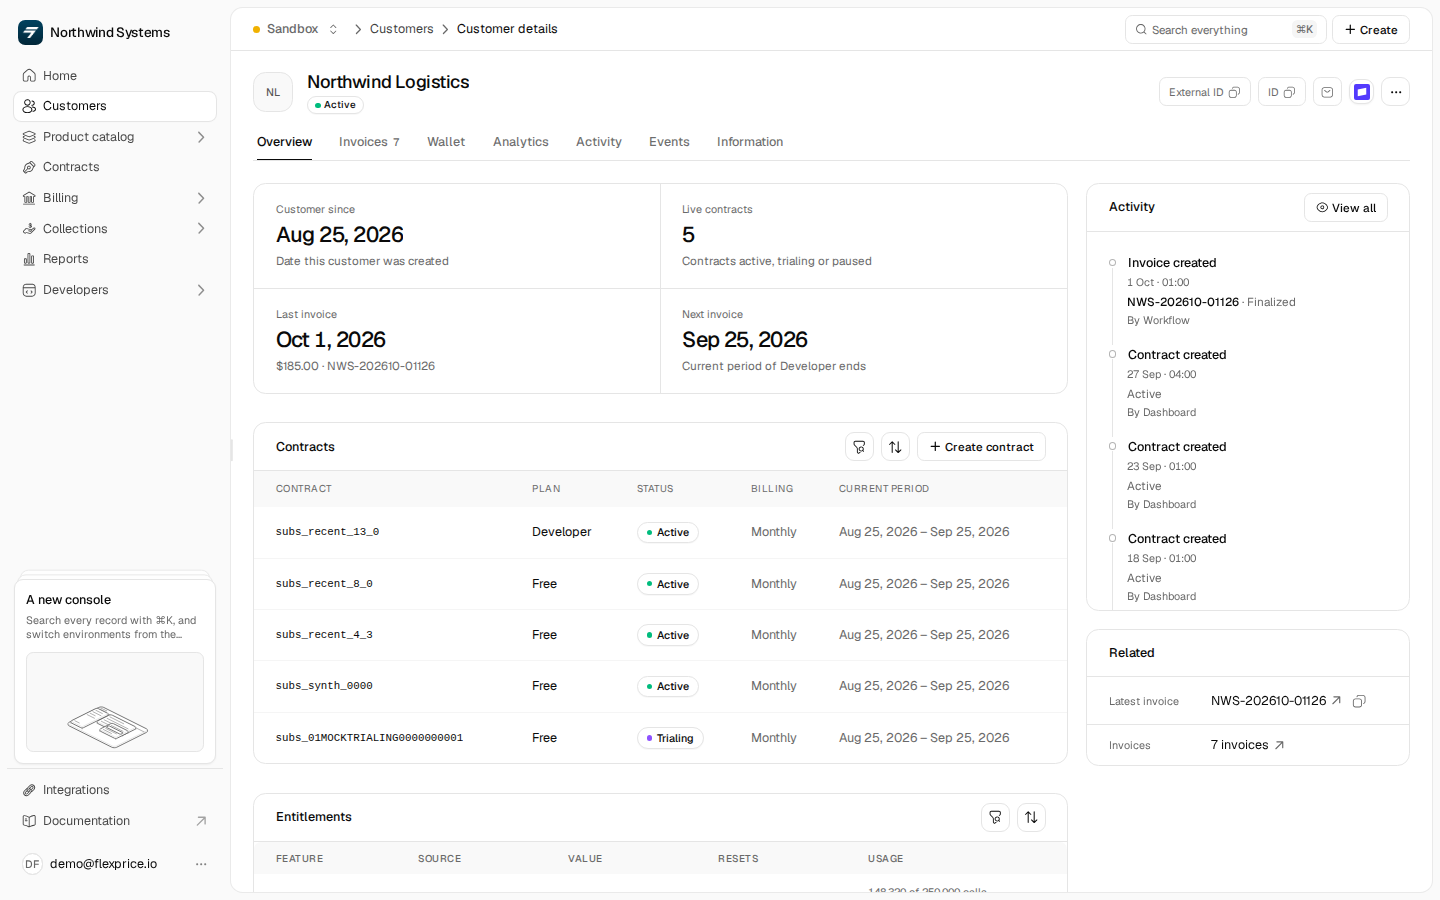 Northwind Systems
Home
Customers
Product catalog
Contracts
Billing
Collections
Reports
Developers
A new console
Search every record with ⌘K, and
switch environments from the...
Integrations
Documentation
DF demo@flexprice.io
Sandbox Customers Customer details
Search everything ⌘K
Create
NL
Northwind Logistics
Active
External ID
ID
Overview Invoices 7 Wallet Analytics Activity Events Information
Customer since
Aug 25, 2026
Date this customer was created
Live contracts
5
Contracts active, trialing or paused
Last invoice
Oct 1, 2026
$185.00 · NWS-202610-01126
Next invoice
Sep 25, 2026
Current period of Developer ends
Contracts
Create contract
CONTRACT PLAN STATUS BILLING CURRENT PERIOD
subs_recent_13_0 Developer Active Monthly Aug 25, 2026 – Sep 25, 2026
subs_recent_8_0 Free Active Monthly Aug 25, 2026 – Sep 25, 2026
subs_recent_4_3 Free Active Monthly Aug 25, 2026 – Sep 25, 2026
subs_synth_0000 Free Active Monthly Aug 25, 2026 – Sep 25, 2026
subs_01MOCKTRIALING0000000001 Free Trialing Monthly Aug 25, 2026 – Sep 25, 2026
Entitlements
FEATURE SOURCE VALUE RESETS USAGE
Activity
View all
Invoice created
1 Oct · 01:00
NWS-202610-01126 · Finalized
By Workflow
Contract created
27 Sep · 04:00
Active
By Dashboard
Contract created
23 Sep · 01:00
Active
By Dashboard
Contract created
18 Sep · 01:00
Active
By Dashboard
Related
Latest invoice NWS-202610-01126
Invoices 7 invoices